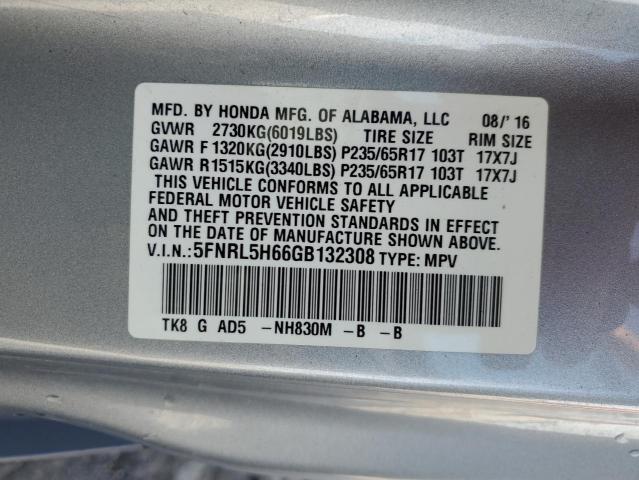 MFD. BY HONDA MFG. OF ALABAMA, LLC 08/' 16
GVWR 2730KG(6019LBS) TIRE SIZE RIM SIZE
GAWR F 1320KG(2910LBS) P235/65R17 103T 17X7J
GAWR R1515KG(3340LBS) P235/65R17 103T 17X7J
THIS VEHICLE CONFORMS TO ALL APPLICABLE
FEDERAL MOTOR VEHICLE SAFETY
AND THEFT PREVENTION STANDARDS IN EFFECT
ON THE DATE OF MANUFACTURE SHOWN ABOVE.
V.I.N.:5FNRL5H66GB132308 TYPE: MPV
TK8 G AD5 -NH830M -B -B